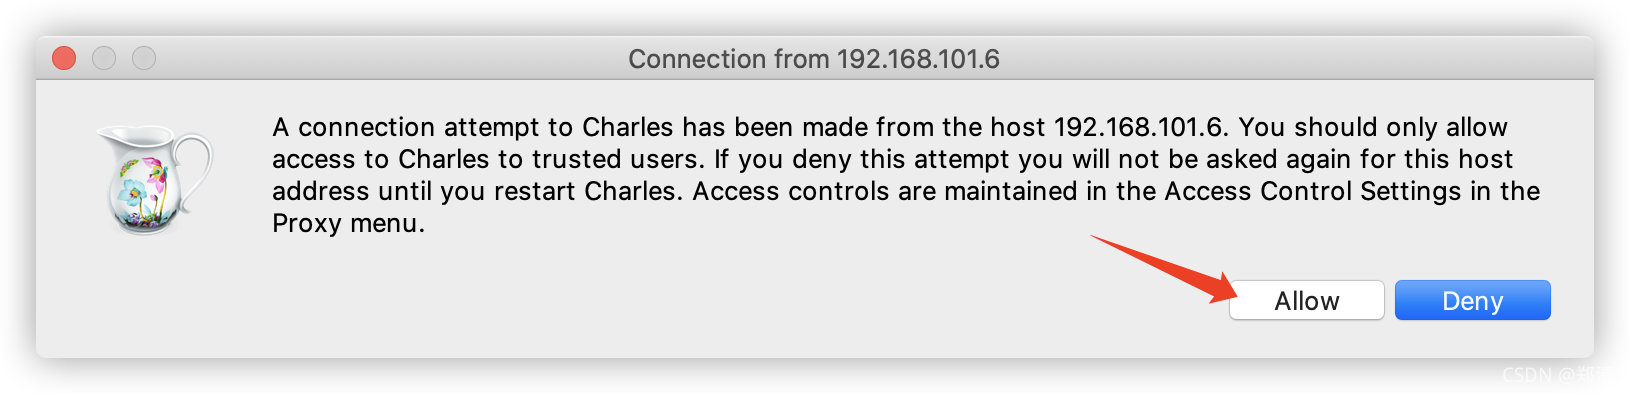 Connection from 192.168.101.6
A connection attempt to Charles has been made from the host 192.168.101.6. You should only allow
access to Charles to trusted users. If you deny this attempt you will not be asked again for this host
address until you restart Charles. Access controls are maintained in the Access Control Settings in the
Proxy menu.
Allow
Deny
CSDN